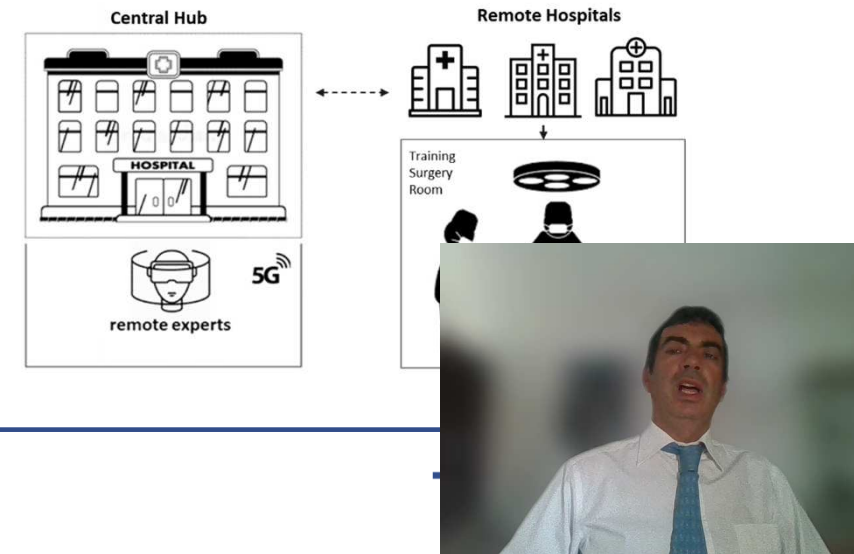 Central Hub
Remote Hospitals
HOSPITAL
Training
Surgery
Room
5G
remote experts